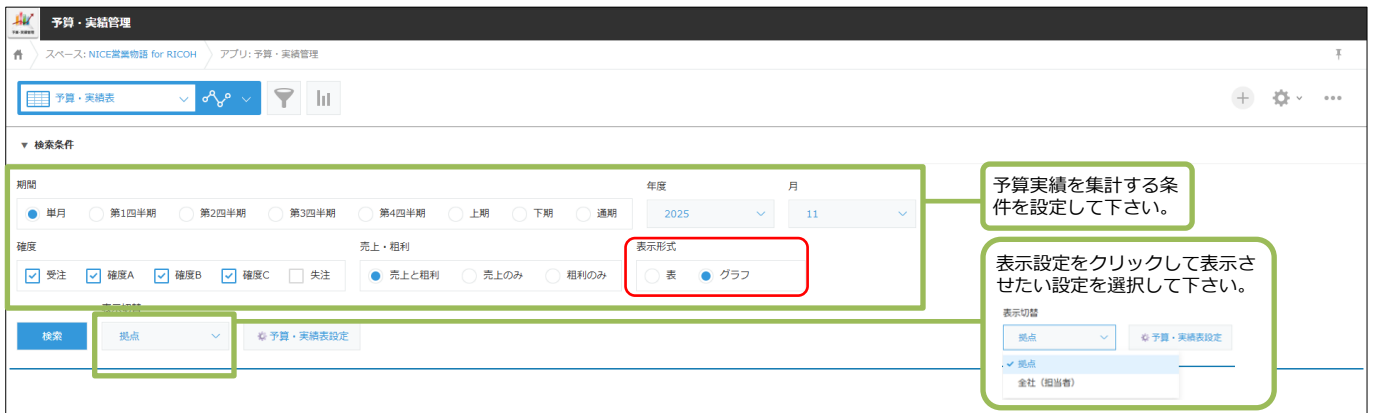 予算・実績管理
スペース: NICE営業物語 for RICOH アプリ: 予算・実績管理
予算・実績表
▼ 検索条件
期間 年度 月
単月 第1四半期 第2四半期 第3四半期 第4四半期 上期 下期 通期 2025 11
確度 売上・粗利 表示形式
受注 確度A 確度B 確度C 失注 売上と粗利 売上のみ 粗利のみ 表 グラフ
表示切替
検索 拠点 予算・実績表設定
予算実績を集計する条
件を設定して下さい。
表示設定をクリックして表示さ
せたい設定を選択して下さい。
表示切替
拠点 予算・実績表設定
拠点
全社（担当者）